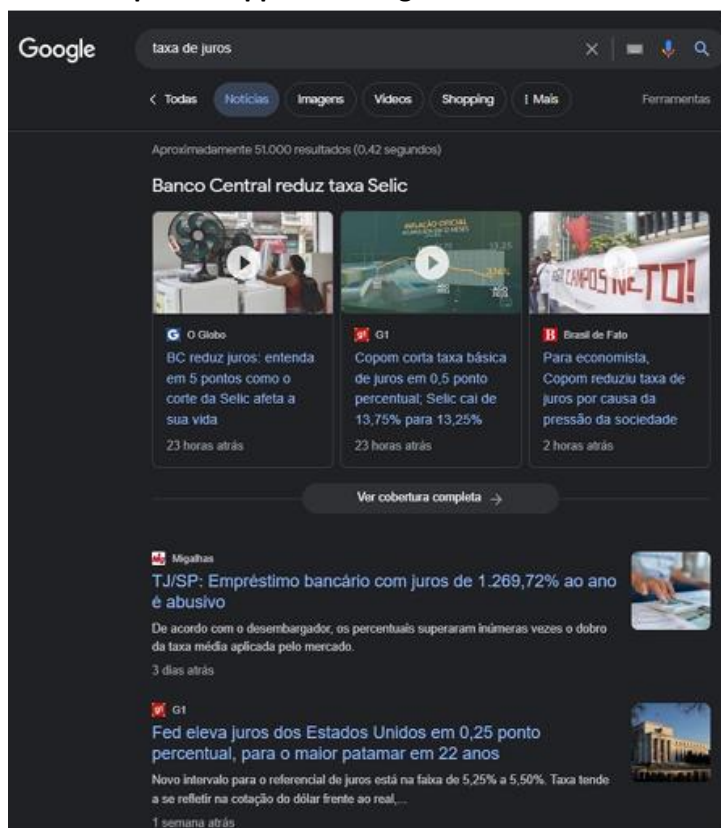 Google
taxa de juros
Todas
Notícias
Imagens
Vídeos
Shopping
Mais
Ferramentas
Aproximadamente 51.000 resultados (0,42 segundos)
Banco Central reduz taxa Selic
INFLAÇÃO OFICIAL
13,25
CAMPOS NETO!
O Globo
BC reduz juros: entenda
em 5 pontos como o
corte da Selic afeta a
sua vida
23 horas atrás
G1
Copom corta taxa básica
de juros em 0,5 ponto
percentual; Selic cai de
13,75% para 13,25%
23 horas atrás
Brasil de Fato
Para economista,
Copom reduziu taxa de
juros por causa da
pressão da sociedade
2 horas atrás
Ver cobertura completa
Migalhas
TJ/SP: Empréstimo bancário com juros de 1.269,72% ao ano
é abusivo
De acordo com o desembargador, os percentuais superaram inúmeras vezes o dobro
da taxa média aplicada pelo mercado.
3 dias atrás
G1
Fed eleva juros dos Estados Unidos em 0,25 ponto
percentual, para o maior patamar em 22 anos
Novo intervalo para o referencial de juros está na faixa de 5,25% a 5,50%. Taxa tende
a se refletir na cotação do dólar frente ao real,...
1 semana atrás